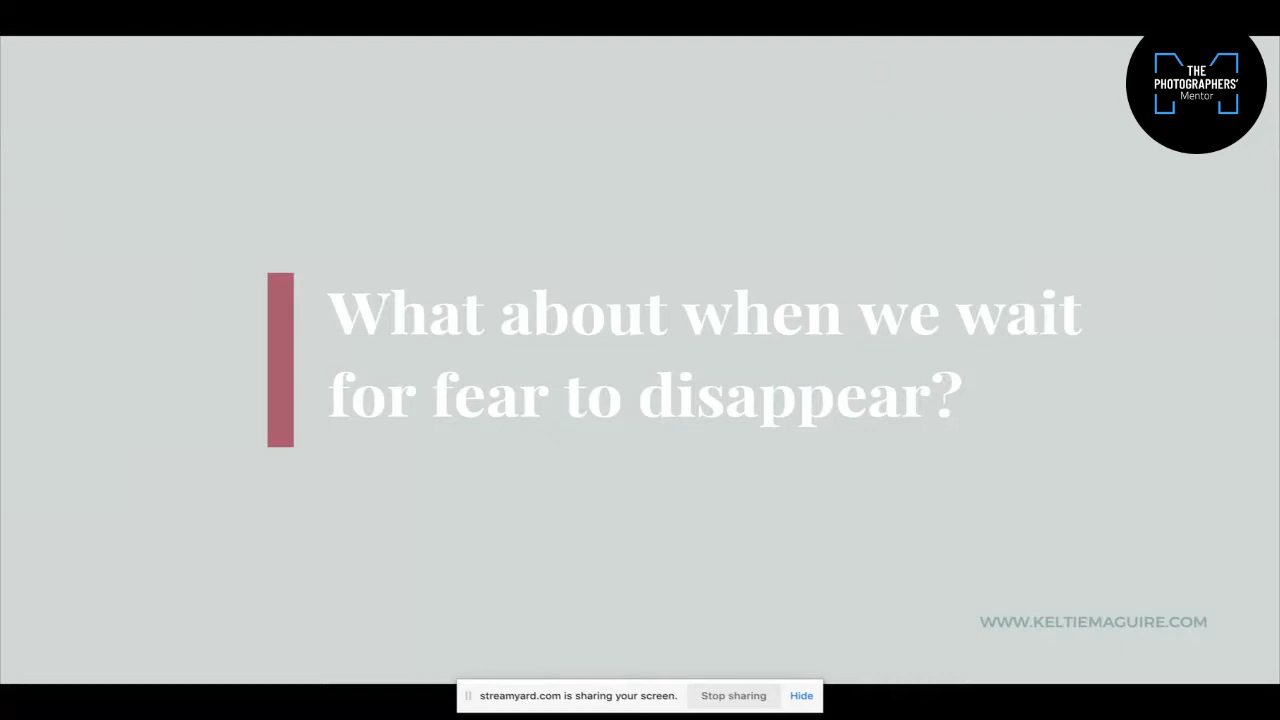 THE
PHOTOGRAPHERS'
Mentor
What about when we wait
for fear to disappear?
WWW.KELTIEMAGUIRE.COM
streamyard.com is sharing your screen. Stop sharing Hide